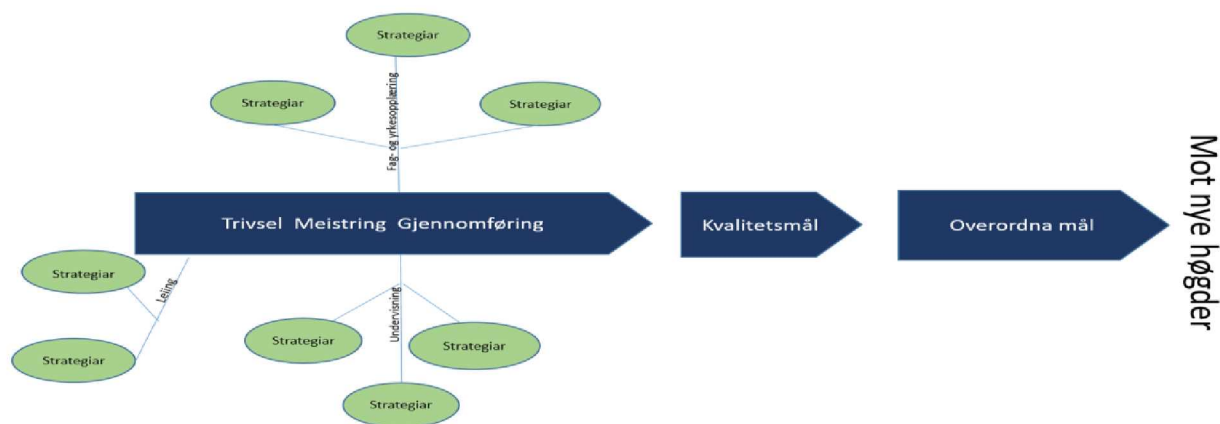 Strategiar
Strategiar
Strategiar
Fag- og yrkesopplæring
Trivsel Meistring Gjennomføring
Kvalitetsmål
Overordna mål
Mot nye høgder
Strategiar
Leiing
Strategiar
Undervisning
Strategiar
Strategiar
Strategiar